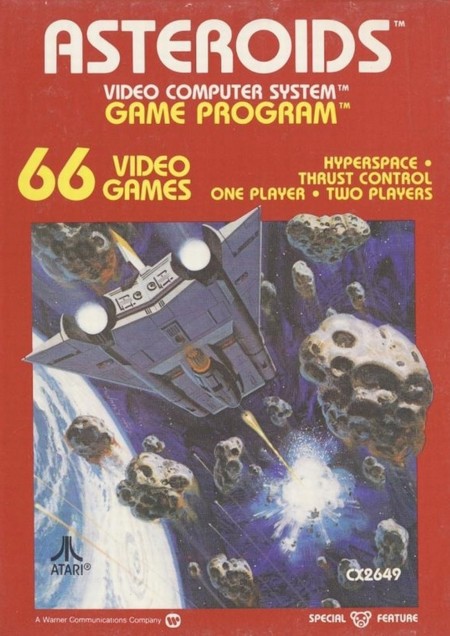 ASTEROIDS™
VIDEO COMPUTER SYSTEM™
GAME PROGRAM™
66 VIDEO GAMES
HYPERSPACE •
THRUST CONTROL
ONE PLAYER • TWO PLAYERS
ATARI®
CX2649
A Warner Communications Company
SPECIAL FEATURE